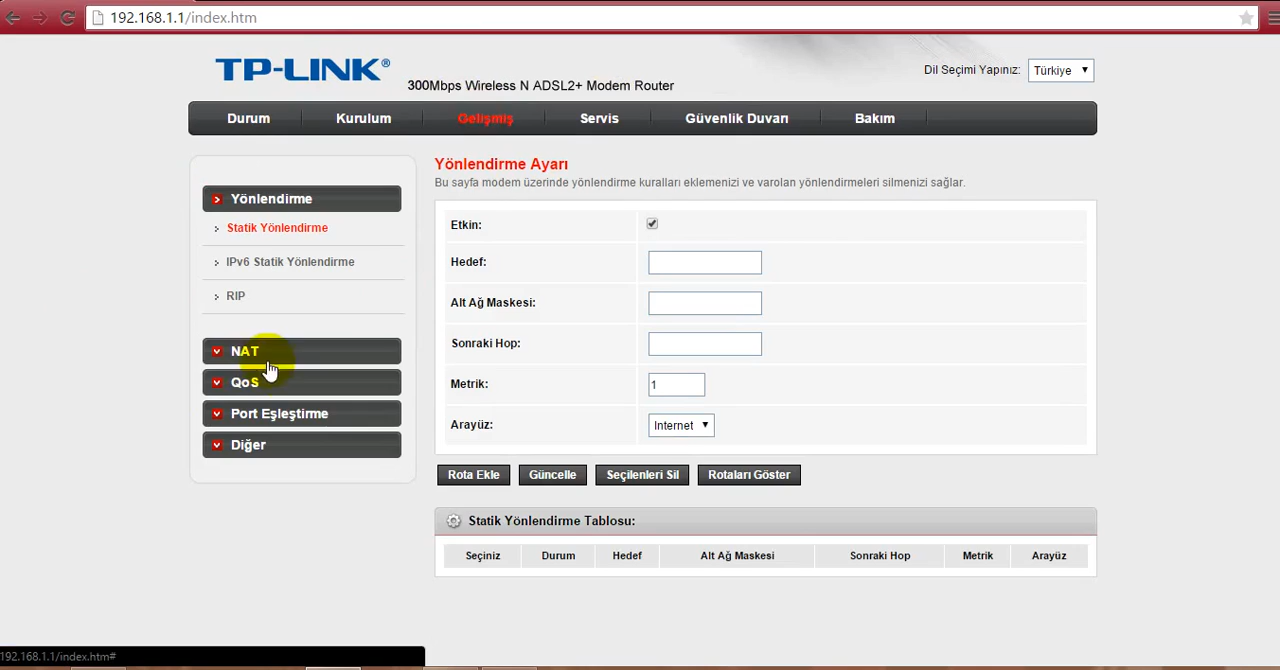 192.168.1.1/index.htm
TP-LINK®
300Mbps Wireless N ADSL2+ Modem Router
Dil Seçimi Yapınız: Türkiye
Durum Kurulum Gelişmiş Servis Güvenlik Duvarı Bakım
Yönlendirme
Statik Yönlendirme
IPv6 Statik Yönlendirme
RIP
NAT
QoS
Port Eşleştirme
Diğer
Yönlendirme Ayarı
Bu sayfa modem üzerinde yönlendirme kuralları eklemenizi ve varolan yönlendirmeleri silmenizi sağlar.
Etkin:
Hedef:
Alt Ağ Maskesi:
Sonraki Hop:
Metrik: 1
Arayüz: Internet
Rota Ekle Güncelle Seçilenleri Sil Rotaları Göster
Statik Yönlendirme Tablosu:
Seçiniz Durum Hedef Alt Ağ Maskesi Sonraki Hop Metrik Arayüz
192.168.1.1/index.htm#